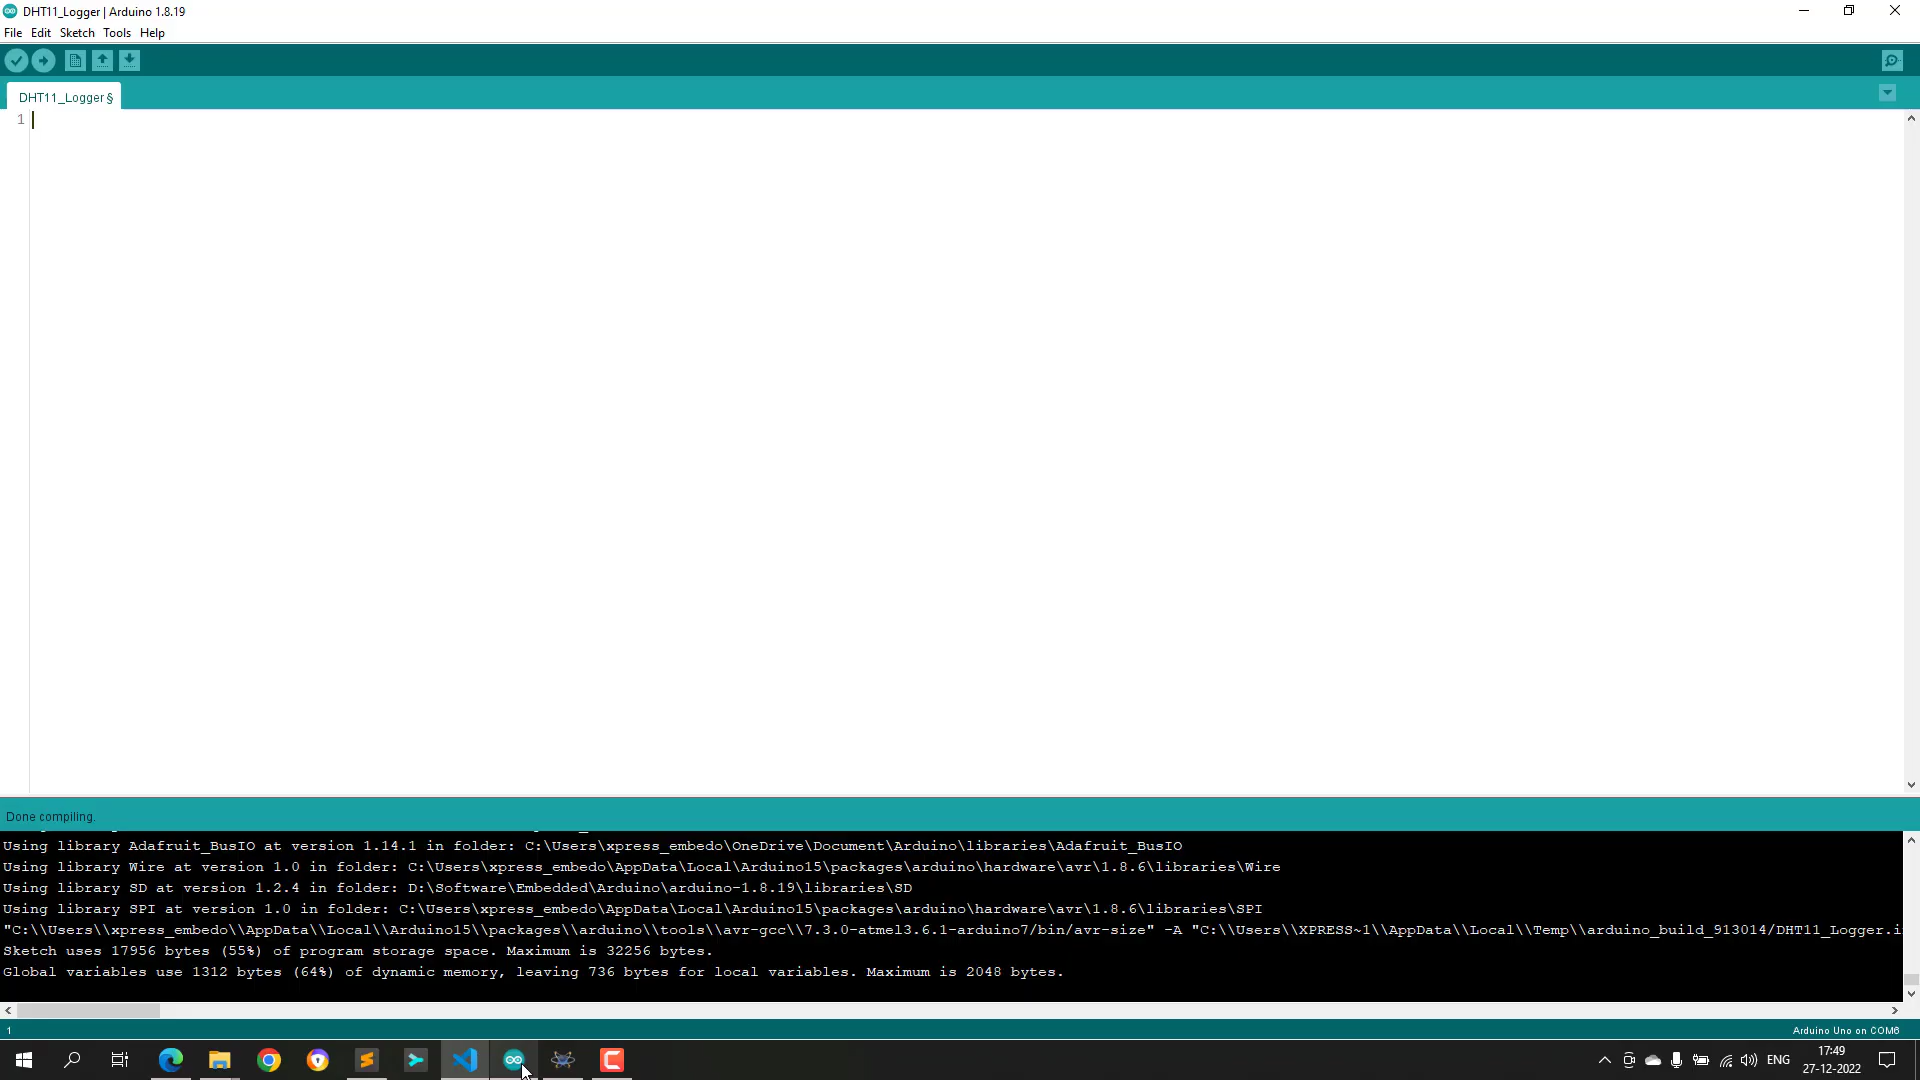 DHT11_Logger | Arduino 1.8.19
File Edit Sketch Tools Help
DHT11_Logger §
1
Done compiling.
Using library Adafruit_BusIO at version 1.14.1 in folder: C:\Users\xpress_embedo\OneDrive\Document\Arduino\libraries\Adafruit_BusIO
Using library Wire at version 1.0 in folder: C:\Users\xpress_embedo\AppData\Local\Arduino15\packages\arduino\hardware\avr\1.8.6\libraries\Wire
Using library SD at version 1.2.4 in folder: D:\Software\Embedded\Arduino\arduino-1.8.19\libraries\SD
Using library SPI at version 1.0 in folder: C:\Users\xpress_embedo\AppData\Local\Arduino15\packages\arduino\hardware\avr\1.8.6\libraries\SPI
"C:\\Users\\xpress_embedo\\AppData\\Local\\Arduino15\\packages\\arduino\\tools\\avr-gcc\\7.3.0-atmel3.6.1-arduino7/bin/avr-size" -A "C:\\Users\\XPRESS~1\\AppData\\Local\\Temp\\arduino_build_913014/DHT11_Logger.i
Sketch uses 17956 bytes (55%) of program storage space. Maximum is 32256 bytes.
Global variables use 1312 bytes (64%) of dynamic memory, leaving 736 bytes for local variables. Maximum is 2048 bytes.
1
Arduino Uno on COM6
ENG
17:49
27-12-2022